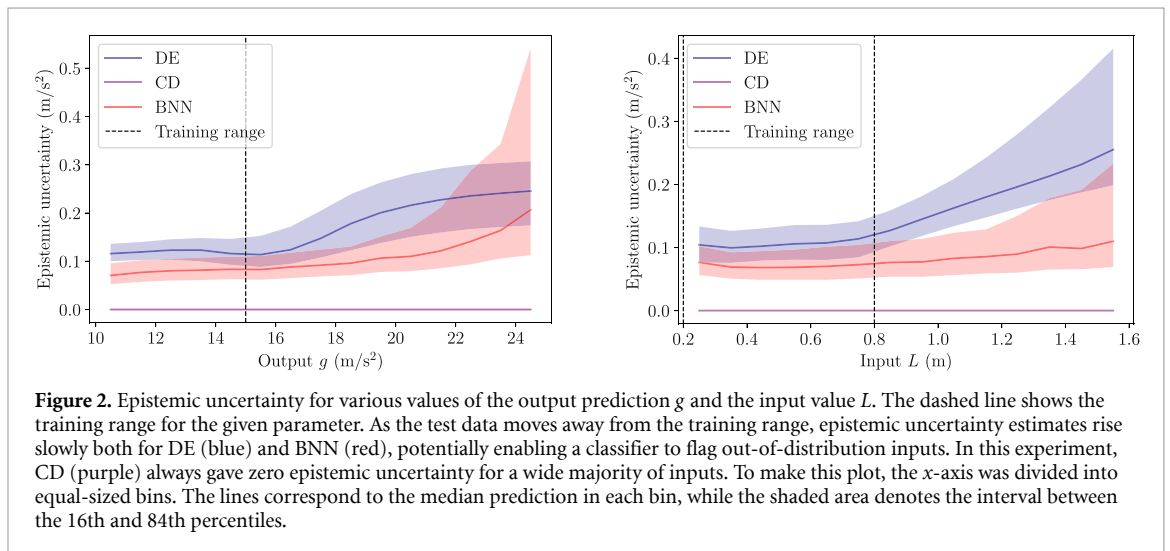 Epistemic uncertainty (m/s²)
0.5
0.4
0.3
0.2
0.1
0.0
DE
CD
BNN
Training range
10 12 14 16 18 20 22 24
Output g (m/s²)
Epistemic uncertainty (m/s²)
0.4
0.3
0.2
0.1
0.0
DE
CD
BNN
Training range
0.2 0.4 0.6 0.8 1.0 1.2 1.4 1.6
Input L (m)
Figure 2. Epistemic uncertainty for various values of the output prediction g and the input value L. The dashed line shows the
training range for the given parameter. As the test data moves away from the training range, epistemic uncertainty estimates rise
slowly both for DE (blue) and BNN (red), potentially enabling a classifier to flag out-of-distribution inputs. In this experiment,
CD (purple) always gave zero epistemic uncertainty for a wide majority of inputs. To make this plot, the x-axis was divided into
equal-sized bins. The lines correspond to the median prediction in each bin, while the shaded area denotes the interval between
the 16th and 84th percentiles.